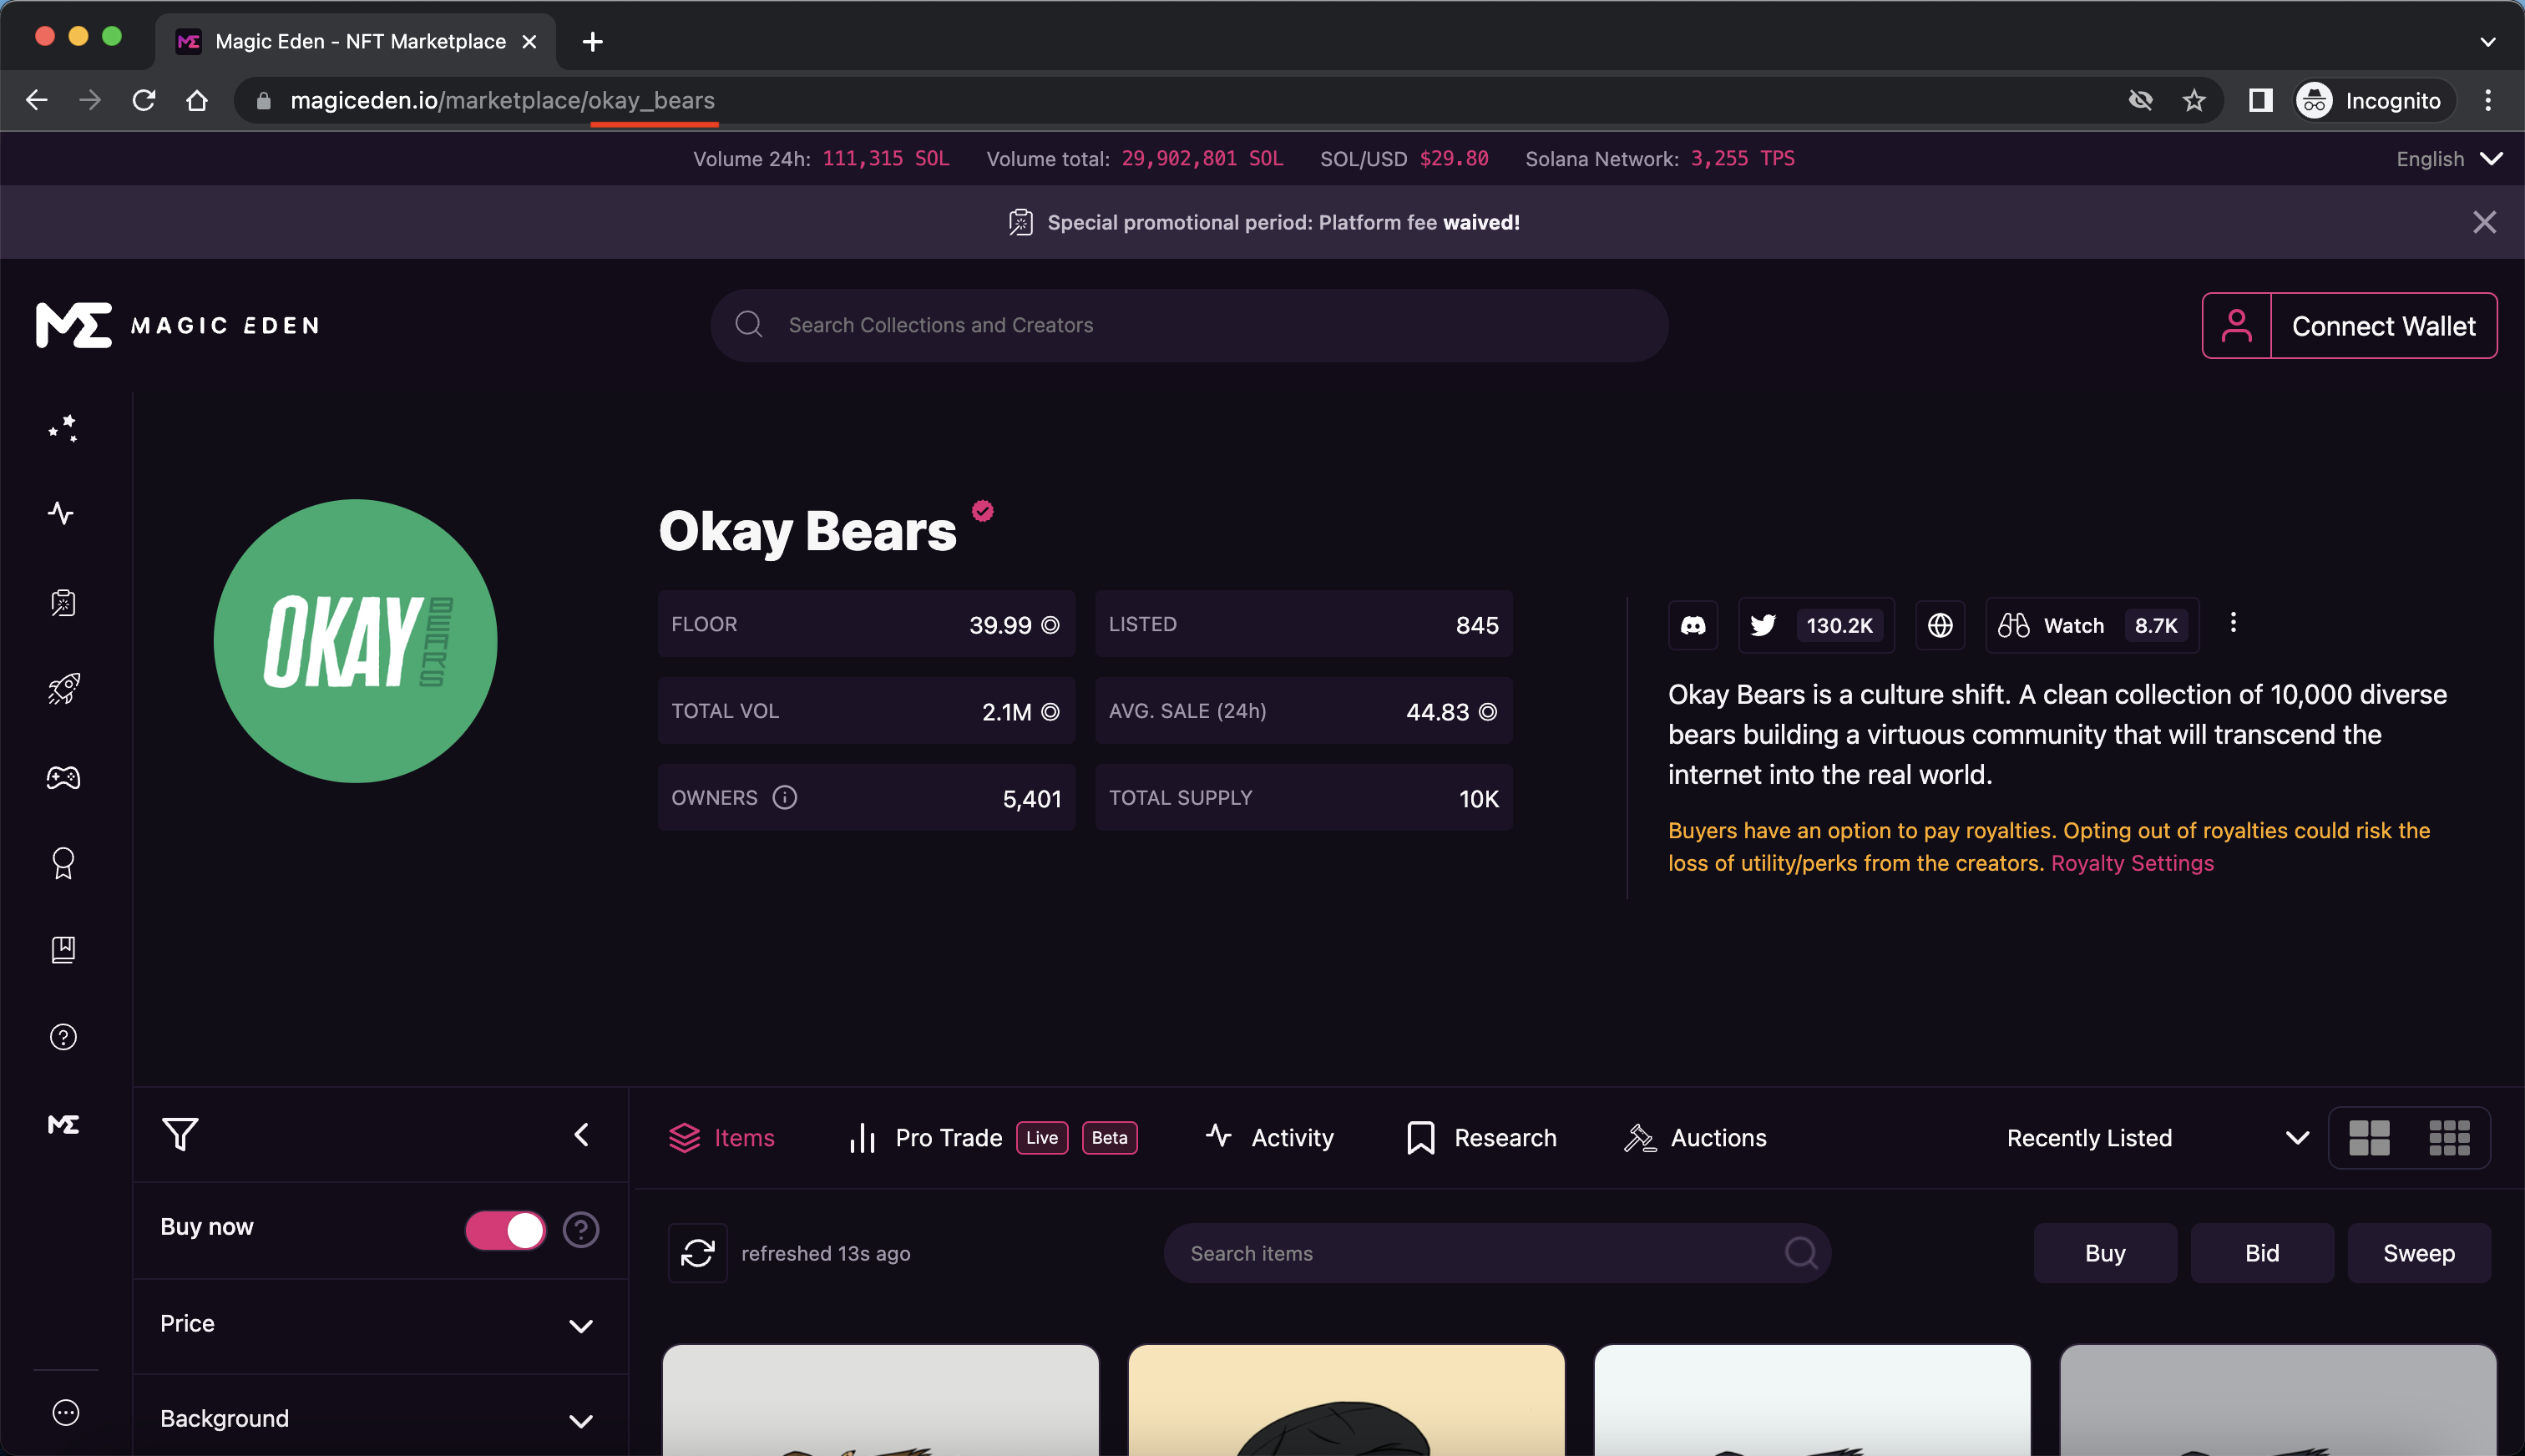 Magic Eden - NFT Marketplace
magiceden.io/marketplace/okay_bears
Incognito
Volume 24h: 111,315 SOL Volume total: 29,902,801 SOL SOL/USD $29.80 Solana Network: 3,255 TPS
English
Special promotional period: Platform fee waived!
MAGIC EDEN
Search Collections and Creators
Connect Wallet
OKAY BEARS
Okay Bears
FLOOR 39.99
LISTED 845
TOTAL VOL 2.1M
AVG. SALE (24h) 44.83
OWNERS 5,401
TOTAL SUPPLY 10K
130.2K
Watch 8.7K
Okay Bears is a culture shift. A clean collection of 10,000 diverse
bears building a virtuous community that will transcend the
internet into the real world.
Buyers have an option to pay royalties. Opting out of royalties could risk the
loss of utility/perks from the creators. Royalty Settings
Items Pro Trade Live Beta Activity Research Auctions
Recently Listed
Buy now
refreshed 13s ago
Search items
Buy Bid Sweep
Price
Background